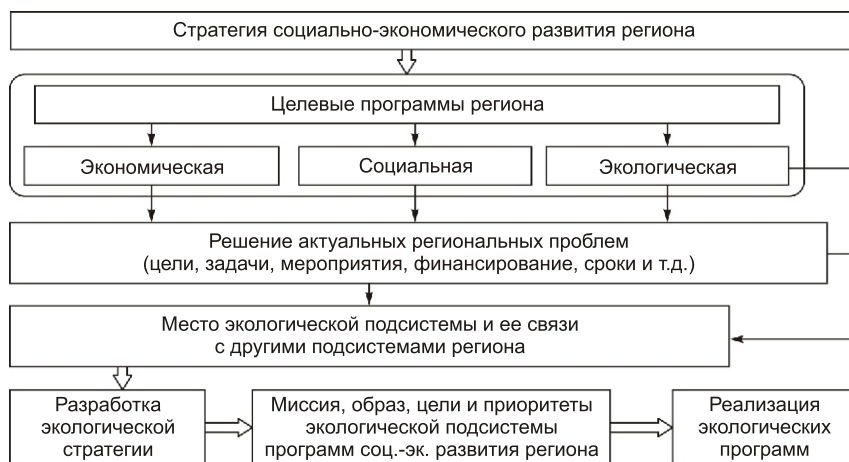 Стратегия социально-экономического развития региона
Целевые программы региона
Экономическая
Социальная
Экологическая
Решение актуальных региональных проблем
(цели, задачи, мероприятия, финансирование, сроки и т.д.)
Место экологической подсистемы и ее связи
с другими подсистемами региона
Разработка
экологической
стратегии
Миссия, образ, цели и приоритеты
экологической подсистемы
программ соц.-эк. развития региона
Реализация
экологических
программ